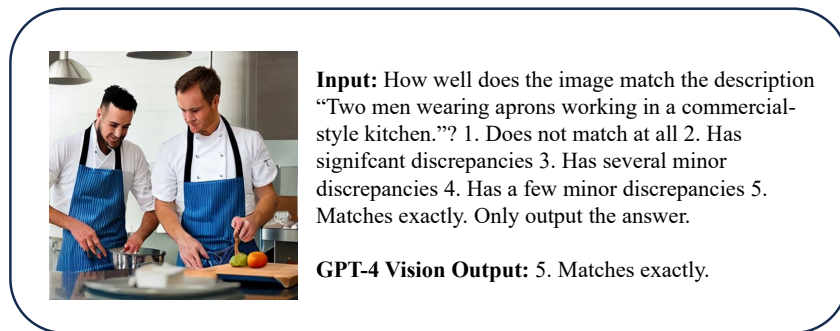 Input: How well does the image match the description
“Two men wearing aprons working in a commercial-
style kitchen.”? 1. Does not match at all 2. Has
signifcant discrepancies 3. Has several minor
discrepancies 4. Has a few minor discrepancies 5.
Matches exactly. Only output the answer.
GPT-4 Vision Output: 5. Matches exactly.